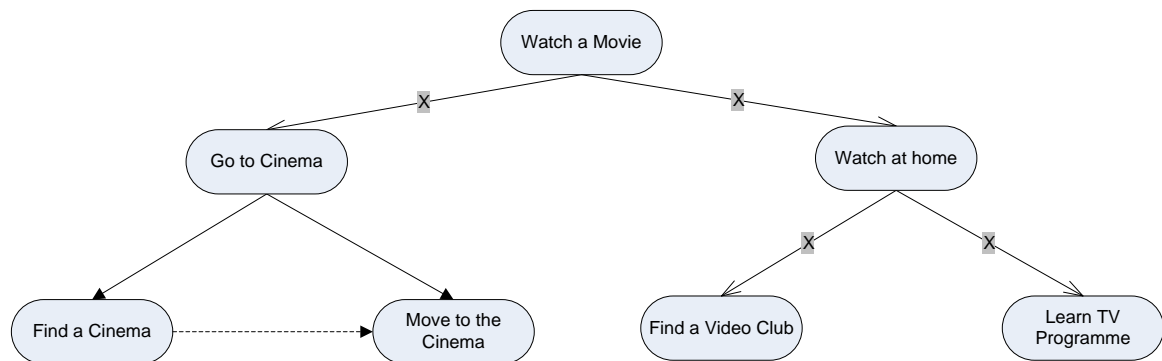 Watch a Movie
X
X
Go to Cinema
Watch at home
X
X
Find a Cinema
Move to the
Cinema
Find a Video Club
Learn TV
Programme